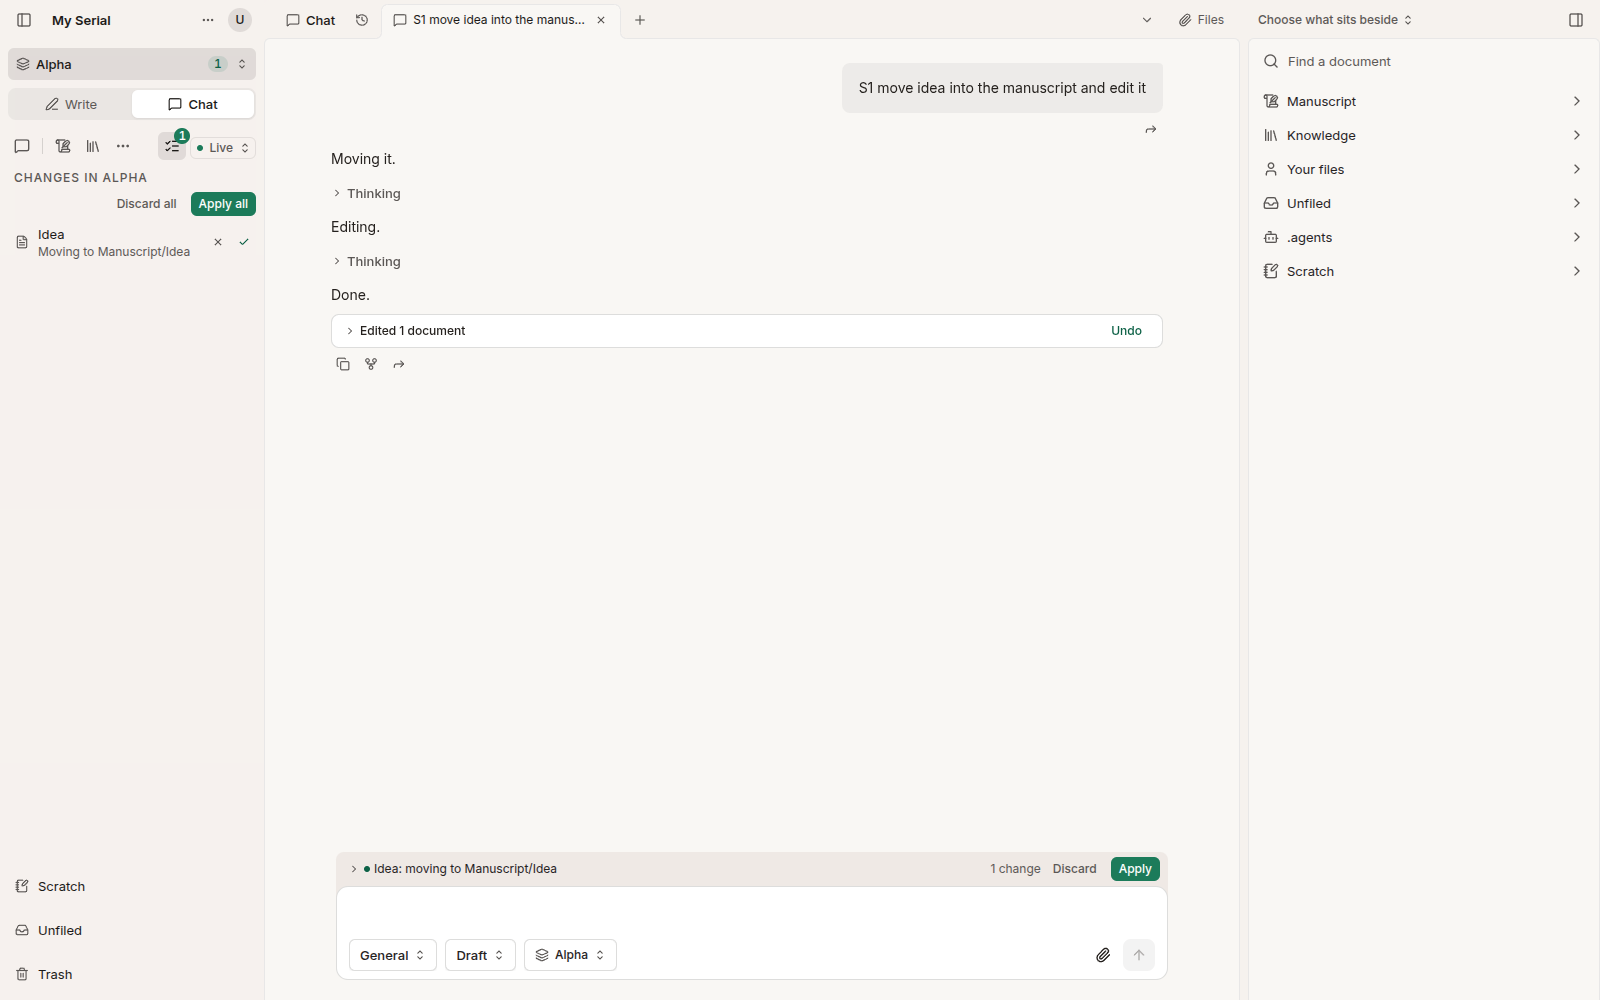 My Serial
U
Alpha
1
Write
Chat
1
Live
CHANGES IN ALPHA
Discard all
Apply all
Idea
Moving to Manuscript/Idea
Scratch
Unfiled
Trash
Chat
S1 move idea into the manus...
Files
S1 move idea into the manuscript and edit it
Moving it.
Thinking
Editing.
Thinking
Done.
Edited 1 document
Undo
Idea: moving to Manuscript/Idea
1 change
Discard
Apply
General
Draft
Alpha
Choose what sits beside
Find a document
Manuscript
Knowledge
Your files
Unfiled
.agents
Scratch